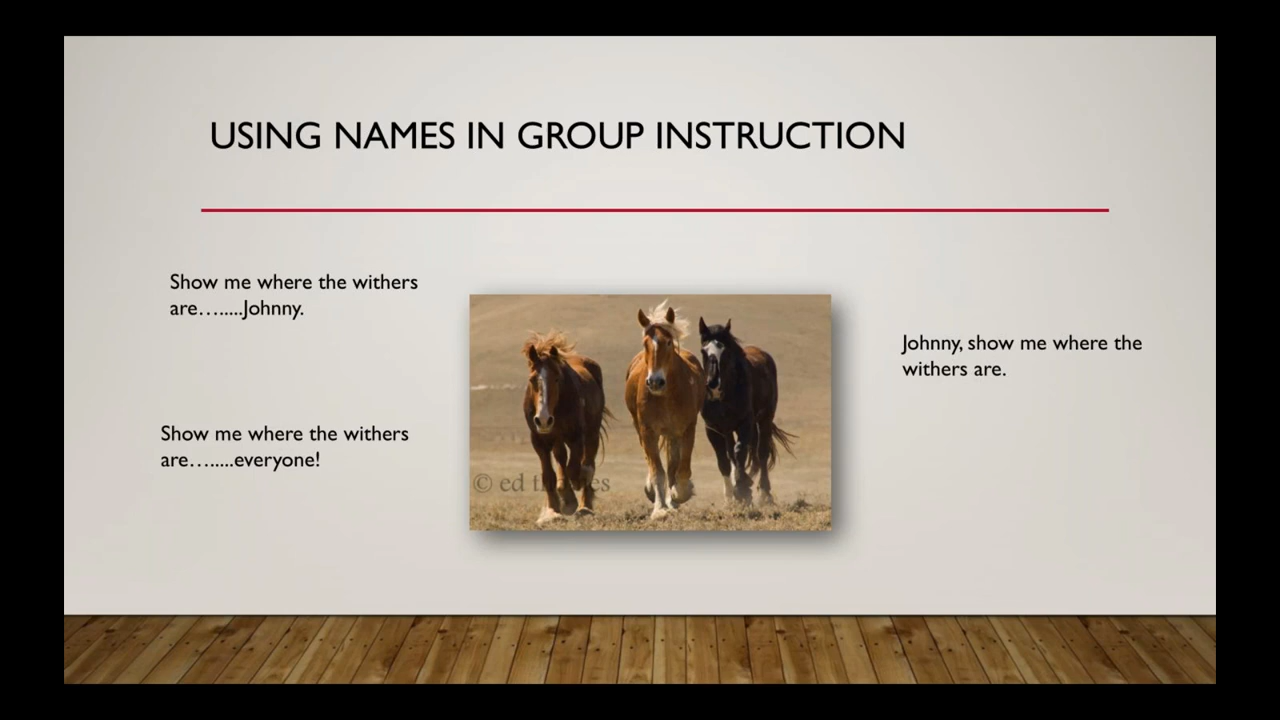 USING NAMES IN GROUP INSTRUCTION
Show me where the withers
are….....Johnny.
Show me where the withers
are….....everyone!
Johnny, show me where the
withers are.
© ed